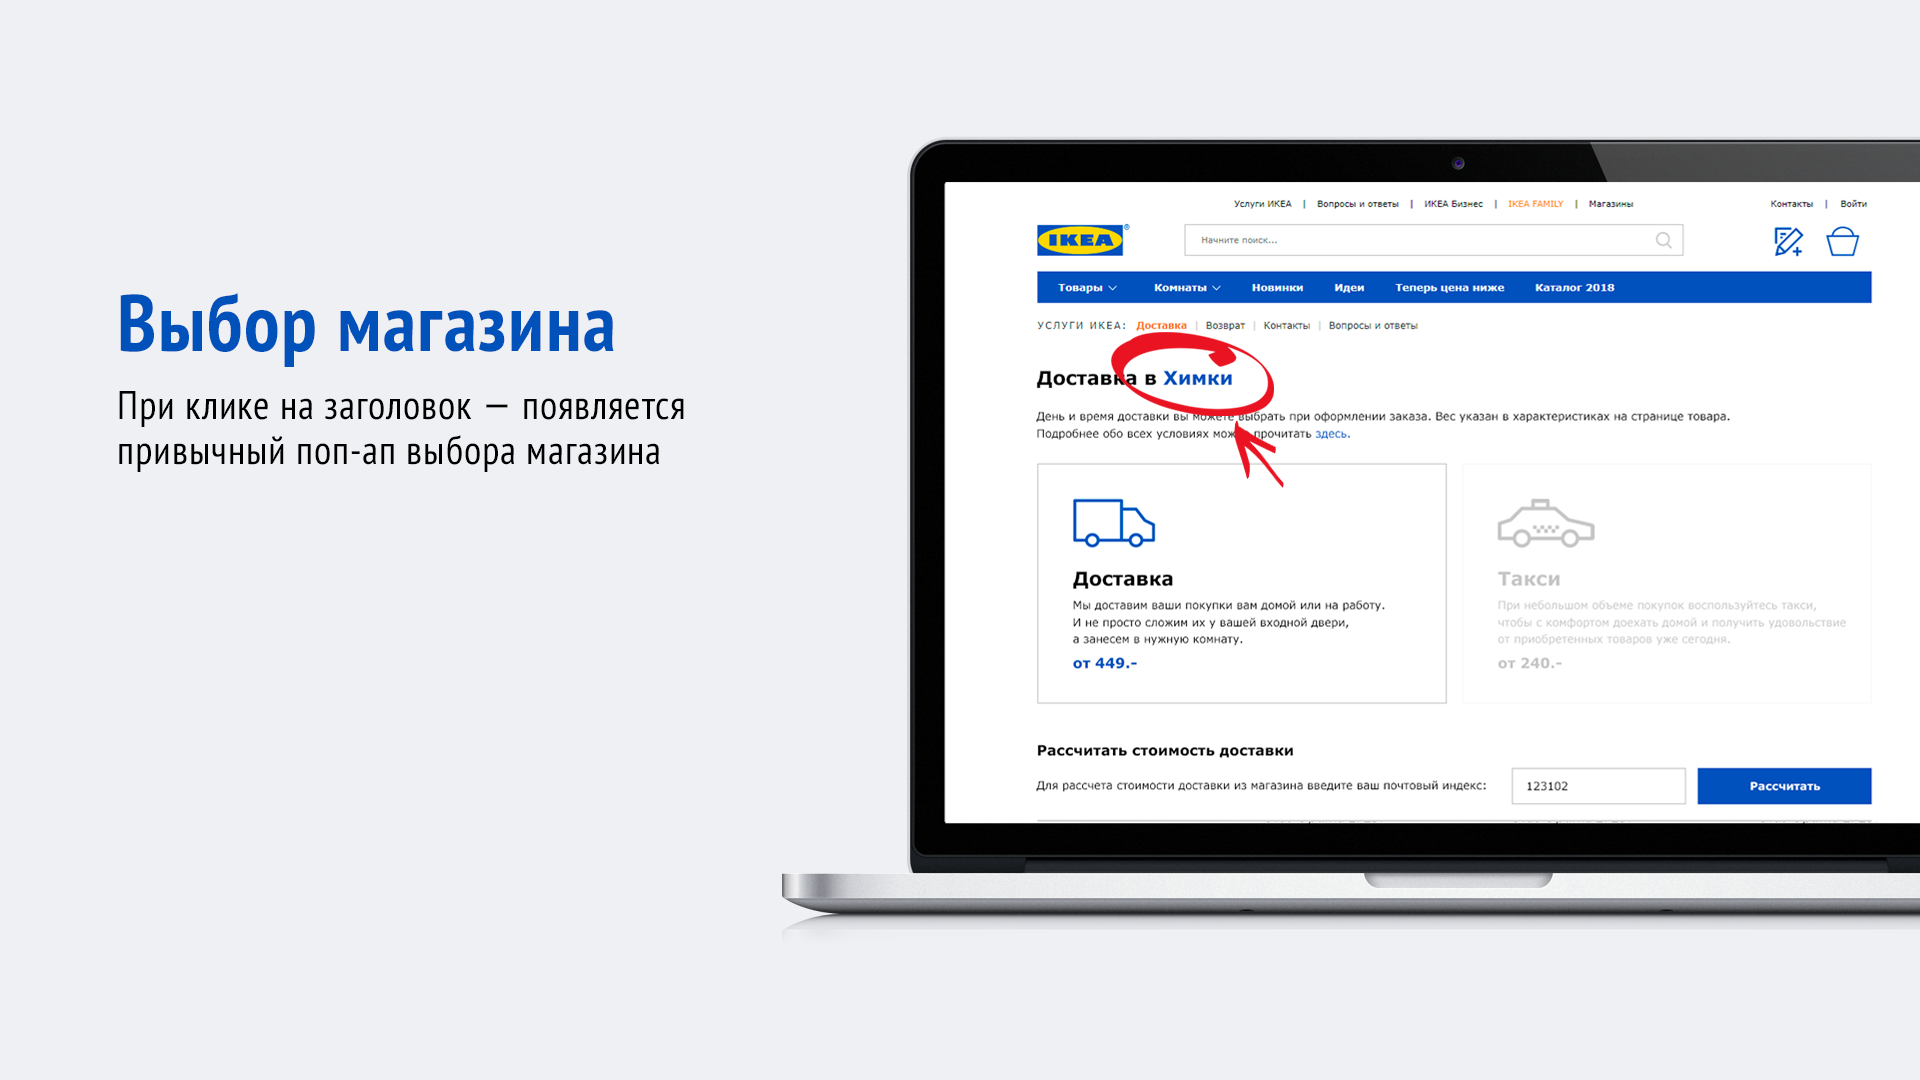 Выбор магазина
При клике на заголовок — появляется
привычный поп-ап выбора магазина
Услуги ИКЕА | Вопросы и ответы | ИКЕА Бизнес | IKEA FAMILY | Магазины
Контакты | Войти
IKEA®
Начните поиск...
Товары Комнаты Новинки Идеи Теперь цена ниже Каталог 2018
УСЛУГИ ИКЕА: Доставка | Возврат | Контакты | Вопросы и ответы
Доставка в Химки
День и время доставки вы можете выбрать при оформлении заказа. Вес указан в характеристиках на странице товара.
Подробнее обо всех условиях можно прочитать здесь.
Доставка
Мы доставим ваши покупки вам домой или на работу.
И не просто сложим их у вашей входной двери,
а занесем в нужную комнату.
от 449.-
Такси
При небольшом объеме покупок воспользуйтесь такси,
чтобы с комфортом доехать домой и получить удовольствие
от приобретенных товаров уже сегодня.
от 240.-
Рассчитать стоимость доставки
Для рассчета стоимости доставки из магазина введите ваш почтовый индекс:
123102
Рассчитать